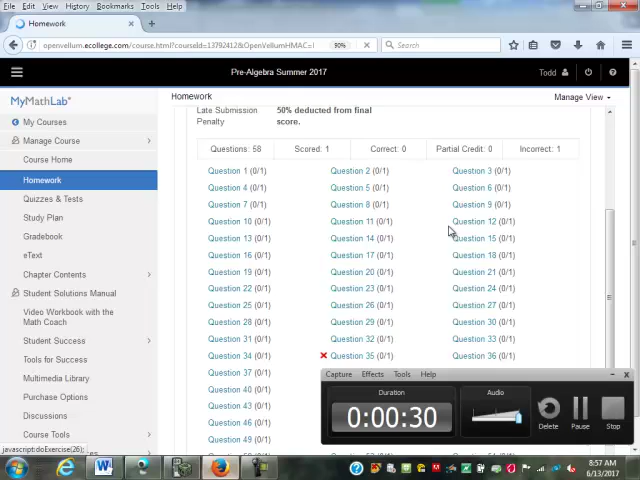 File Edit View History Bookmarks Tools Help
Homework
openvellum.ecollege.com/course.html?courseId=13792412&OpenVellumHMAC=
90%
Search
Pre-Algebra Summer 2017
Todd
MyMathLab
My Courses
Manage Course
Course Home
Homework
Quizzes & Tests
Study Plan
Gradebook
eText
Chapter Contents
Student Solutions Manual
Video Workbook with the
Math Coach
Student Success
Tools for Success
Multimedia Library
Purchase Options
Discussions
Course Tools
javascript:doExercise(26);
Homework
Manage View
Late Submission 50% deducted from final
Penalty score.
Questions: 58 Scored: 1 Correct: 0 Partial Credit: 0 Incorrect: 1
Question 1 (0/1) Question 2 (0/1) Question 3 (0/1)
Question 4 (0/1) Question 5 (0/1) Question 6 (0/1)
Question 7 (0/1) Question 8 (0/1) Question 9 (0/1)
Question 10 (0/1) Question 11 (0/1) Question 12 (0/1)
Question 13 (0/1) Question 14 (0/1) Question 15 (0/1)
Question 16 (0/1) Question 17 (0/1) Question 18 (0/1)
Question 19 (0/1) Question 20 (0/1) Question 21 (0/1)
Question 22 (0/1) Question 23 (0/1) Question 24 (0/1)
Question 25 (0/1) Question 26 (0/1) Question 27 (0/1)
Question 28 (0/1) Question 29 (0/1) Question 30 (0/1)
Question 31 (0/1) Question 32 (0/1) Question 33 (0/1)
Question 34 (0/1) Question 35 (0/1) Question 36 (0/1)
Question 37 (0/1)
Question 40 (0/1)
Question 43 (0/1)
Question 46 (0/1)
Question 49 (0/1)
Capture Effects Tools Help
Duration
0:00:30
Audio
Delete Pause Stop
8:57 AM
6/13/2017